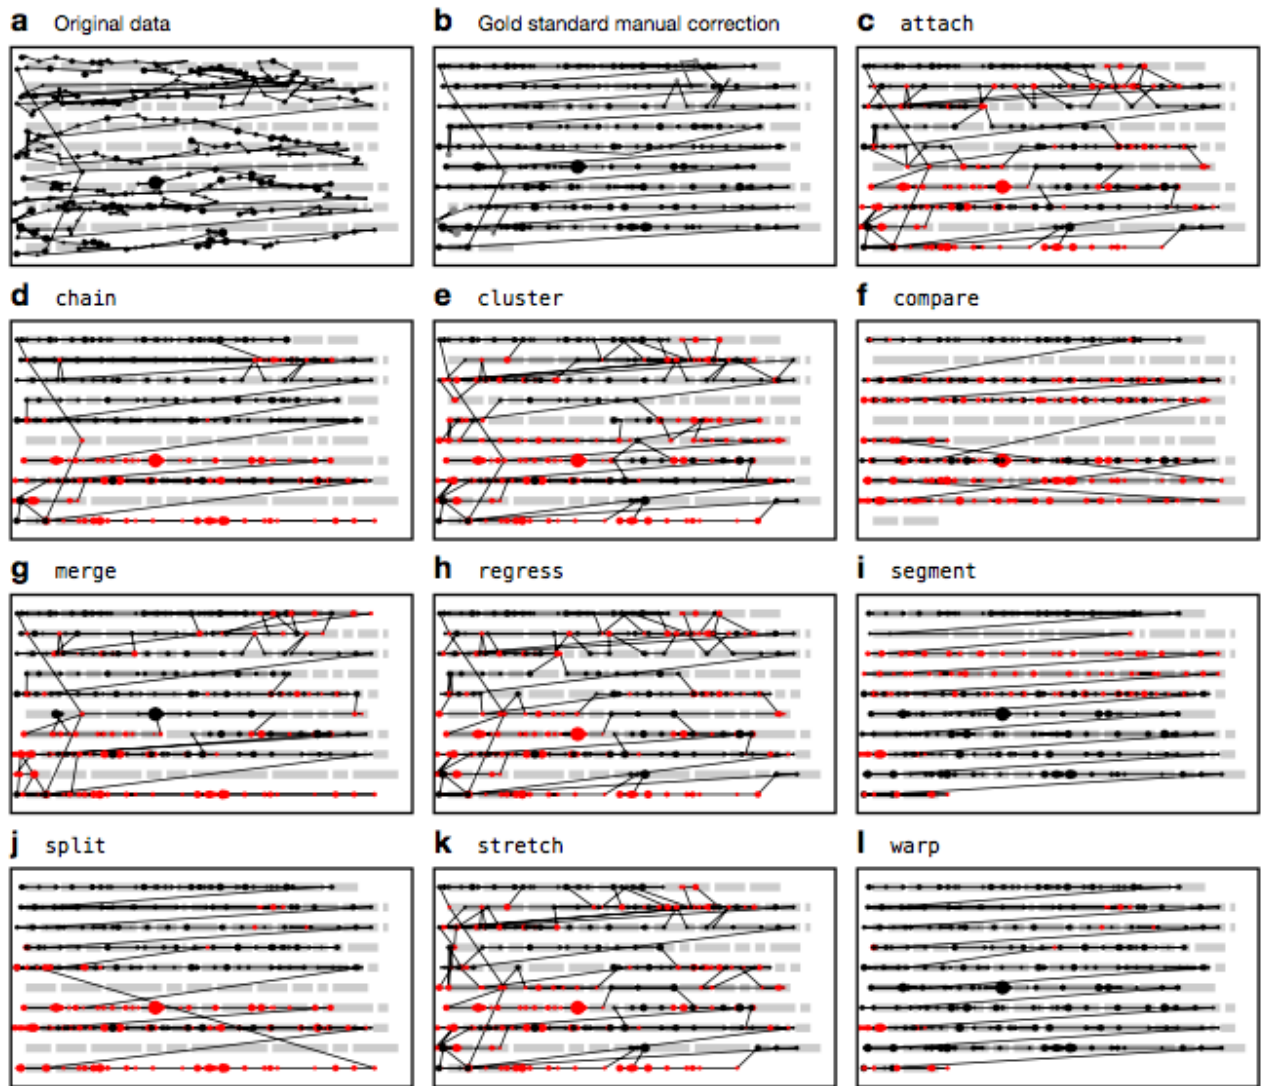 a Original data
b Gold standard manual correction
c attach
d chain
e cluster
f compare
g merge
h regress
i segment
j split
k stretch
l warp